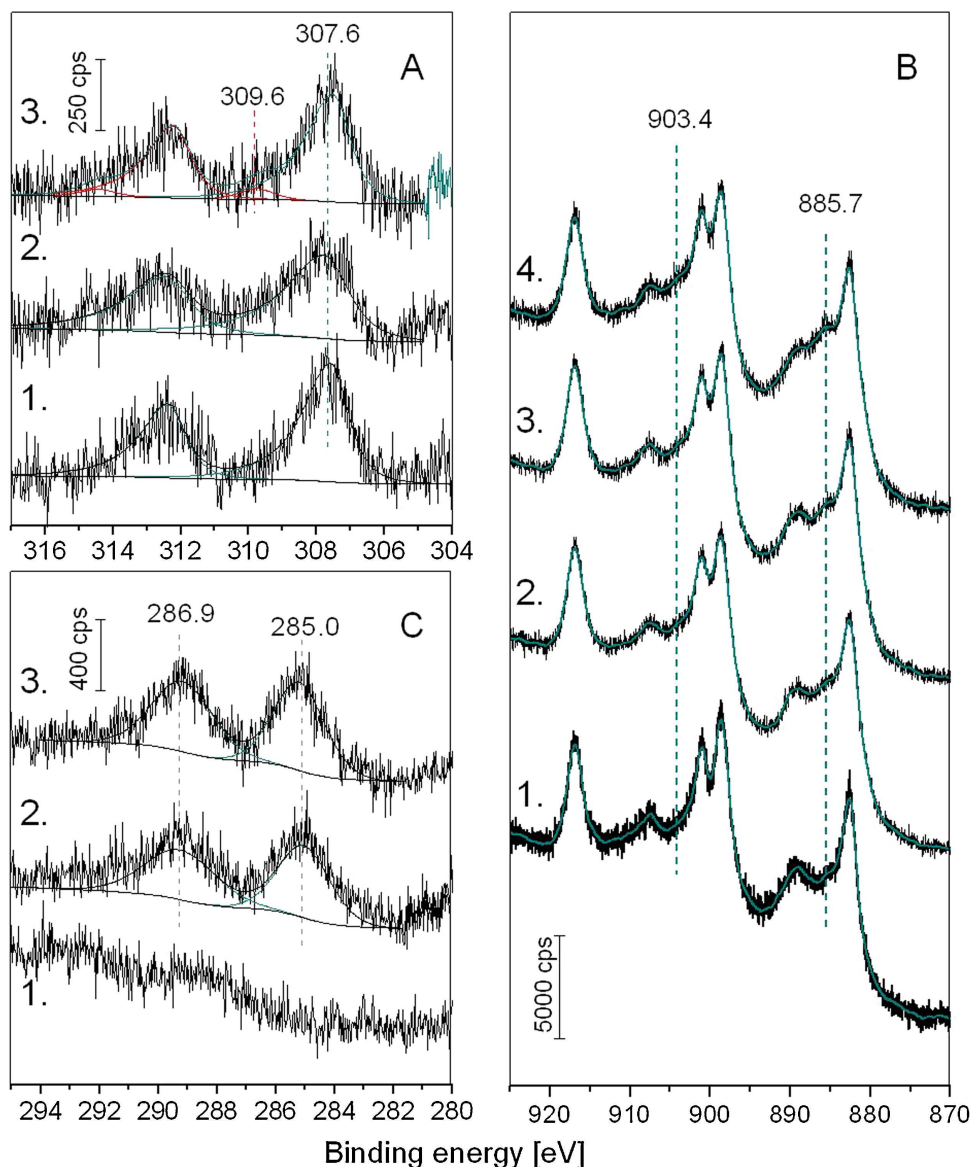 307.6
A
250 cps
309.6
3.
2.
1.
316 314 312 310 308 306 304
B
903.4
885.7
4.
3.
2.
1.
5000 cps
920 910 900 890 880 870
286.9
285.0
C
400 cps
3.
2.
1.
294 292 290 288 286 284 282 280
Binding energy [eV]